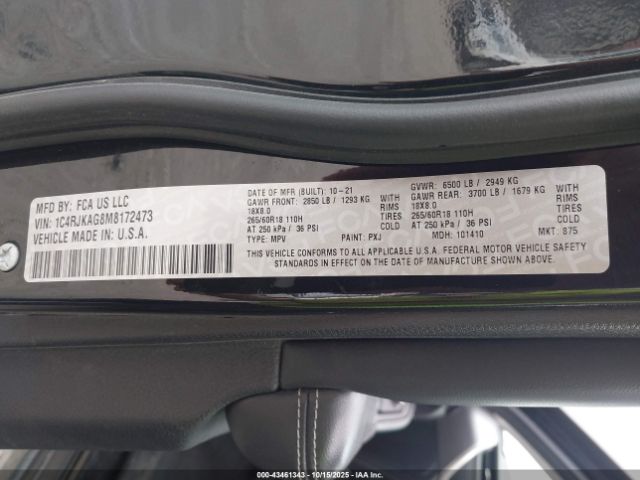 MFD BY: FCA US LLC
VIN: 1C4RJKAG8M8172473
VEHICLE MADE IN: U.S.A.
DATE OF MFR (BUILT): 10-21
GAWR FRONT: 2850 LB / 1293 KG WITH
18X8.0 RIMS
265/60R18 110H TIRES
AT 250 kPa / 36 PSI COLD
TYPE: MPV PAINT: PXJ
GVWR: 6500 LB / 2949 KG
GAWR REAR: 3700 LB / 1679 KG WITH
18X8.0 RIMS
265/60R18 110H TIRES
AT 250 kPa / 36 PSI COLD
MDH: 101410 MKT: 875
THIS VEHICLE CONFORMS TO ALL APPLICABLE U.S.A. FEDERAL MOTOR VEHICLE SAFETY
STANDARDS IN EFFECT ON THE DATE OF MANUFACTURE SHOWN ABOVE.
000-43461343 - 10/15/2025 - IAAI.COM